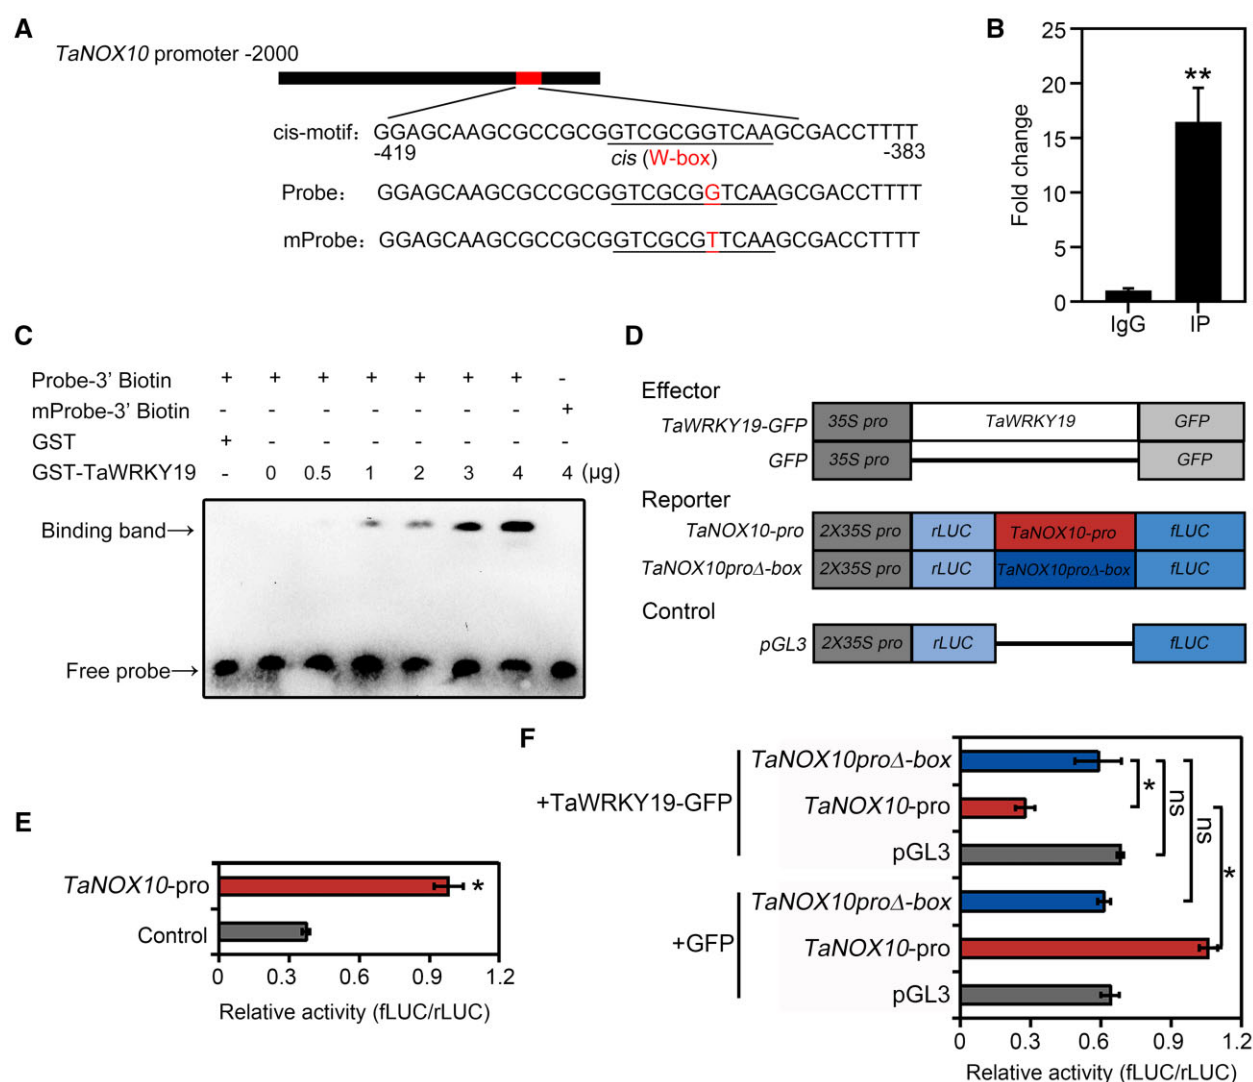 A
TaNOX10 promoter -2000
cis-motif: GGAGCAAGCGCCGCGGTCGCGGTCAAGCGACCTTTT
-419 cis (W-box) -383
Probe: GGAGCAAGCGCCGCGGTCGCGGTCAAGCGACCTTTT
mProbe: GGAGCAAGCGCCGCGGTCGCGTTCAAGCGACCTTTT
B
Fold change
25
20
15
10
5
0
**
IgG IP
C
Probe-3' Biotin + + + + + + + -
mProbe-3' Biotin - - - - - - - +
GST + - - - - - - -
GST-TaWRKY19 - 0 0.5 1 2 3 4 4 (µg)
Binding band→
Free probe→
D
Effector
TaWRKY19-GFP 35S pro TaWRKY19 GFP
GFP 35S pro GFP
Reporter
TaNOX10-pro 2X35S pro rLUC TaNOX10-pro fLUC
TaNOX10proΔ-box 2X35S pro rLUC TaNOX10proΔ-box fLUC
Control
pGL3 2X35S pro rLUC fLUC
E
TaNOX10-pro *
Control
0 0.3 0.6 0.9 1.2
Relative activity (fLUC/rLUC)
F
+TaWRKY19-GFP
TaNOX10proΔ-box
TaNOX10-pro
pGL3
+GFP
TaNOX10proΔ-box
TaNOX10-pro
pGL3
* ns ns *
0 0.3 0.6 0.9 1.2
Relative activity (fLUC/rLUC)